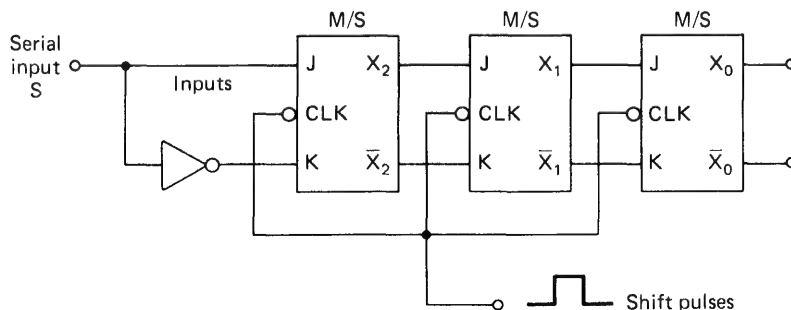 M/S
M/S
M/S
Serial
input
S
Inputs
J
X₂
CLK
K
X̅₂
J
X₁
CLK
K
X̅₁
J
X₀
CLK
K
X̅₀
Shift pulses